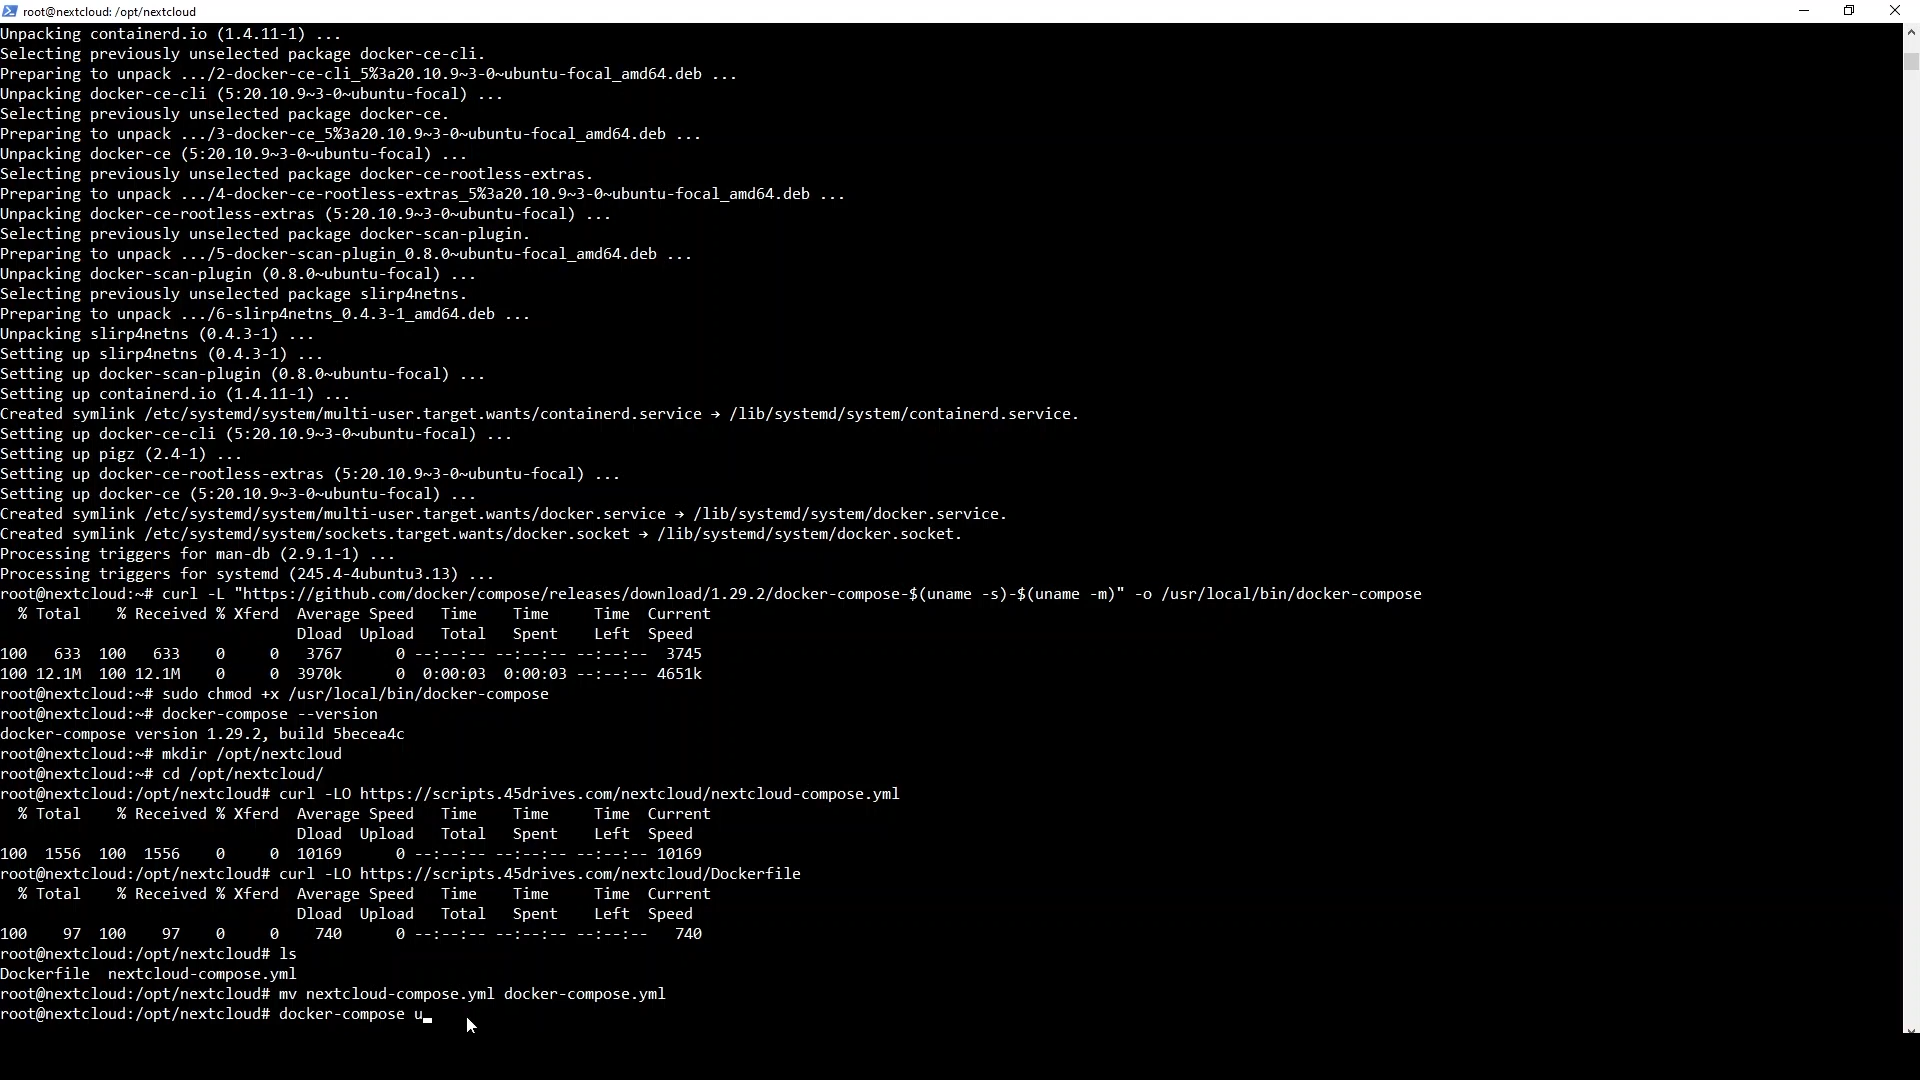 root@nextcloud: /opt/nextcloud
Unpacking containerd.io (1.4.11-1) ...
Selecting previously unselected package docker-ce-cli.
Preparing to unpack .../2-docker-ce-cli_5%3a20.10.9~3-0~ubuntu-focal_amd64.deb ...
Unpacking docker-ce-cli (5:20.10.9~3-0~ubuntu-focal) ...
Selecting previously unselected package docker-ce.
Preparing to unpack .../3-docker-ce_5%3a20.10.9~3-0~ubuntu-focal_amd64.deb ...
Unpacking docker-ce (5:20.10.9~3-0~ubuntu-focal) ...
Selecting previously unselected package docker-ce-rootless-extras.
Preparing to unpack .../4-docker-ce-rootless-extras_5%3a20.10.9~3-0~ubuntu-focal_amd64.deb ...
Unpacking docker-ce-rootless-extras (5:20.10.9~3-0~ubuntu-focal) ...
Selecting previously unselected package docker-scan-plugin.
Preparing to unpack .../5-docker-scan-plugin_0.8.0~ubuntu-focal_amd64.deb ...
Unpacking docker-scan-plugin (0.8.0~ubuntu-focal) ...
Selecting previously unselected package slirp4netns.
Preparing to unpack .../6-slirp4netns_0.4.3-1_amd64.deb ...
Unpacking slirp4netns (0.4.3-1) ...
Setting up slirp4netns (0.4.3-1) ...
Setting up docker-scan-plugin (0.8.0~ubuntu-focal) ...
Setting up containerd.io (1.4.11-1) ...
Created symlink /etc/systemd/system/multi-user.target.wants/containerd.service → /lib/systemd/system/containerd.service.
Setting up docker-ce-cli (5:20.10.9~3-0~ubuntu-focal) ...
Setting up pigz (2.4-1) ...
Setting up docker-ce-rootless-extras (5:20.10.9~3-0~ubuntu-focal) ...
Setting up docker-ce (5:20.10.9~3-0~ubuntu-focal) ...
Created symlink /etc/systemd/system/multi-user.target.wants/docker.service → /lib/systemd/system/docker.service.
Created symlink /etc/systemd/system/sockets.target.wants/docker.socket → /lib/systemd/system/docker.socket.
Processing triggers for man-db (2.9.1-1) ...
Processing triggers for systemd (245.4-4ubuntu3.13) ...
root@nextcloud:~# curl -L "https://github.com/docker/compose/releases/download/1.29.2/docker-compose-$(uname -s)-$(uname -m)" -o /usr/local/bin/docker-compose
  % Total    % Received % Xferd  Average Speed   Time    Time     Time  Current
                                 Dload  Upload   Total   Spent    Left  Speed
100   633  100   633    0     0   3767      0 --:--:-- --:--:-- --:--:--  3745
100 12.1M  100 12.1M    0     0  3970k      0  0:00:03  0:00:03 --:--:-- 4651k
root@nextcloud:~# sudo chmod +x /usr/local/bin/docker-compose
root@nextcloud:~# docker-compose --version
docker-compose version 1.29.2, build 5becea4c
root@nextcloud:~# mkdir /opt/nextcloud
root@nextcloud:~# cd /opt/nextcloud/
root@nextcloud:/opt/nextcloud# curl -LO https://scripts.45drives.com/nextcloud/nextcloud-compose.yml
  % Total    % Received % Xferd  Average Speed   Time    Time     Time  Current
                                 Dload  Upload   Total   Spent    Left  Speed
100  1556  100  1556    0     0  10169      0 --:--:-- --:--:-- --:--:-- 10169
root@nextcloud:/opt/nextcloud# curl -LO https://scripts.45drives.com/nextcloud/Dockerfile
  % Total    % Received % Xferd  Average Speed   Time    Time     Time  Current
                                 Dload  Upload   Total   Spent    Left  Speed
100    97  100    97    0     0    740      0 --:--:-- --:--:-- --:--:--   740
root@nextcloud:/opt/nextcloud# ls
Dockerfile  nextcloud-compose.yml
root@nextcloud:/opt/nextcloud# mv nextcloud-compose.yml docker-compose.yml
root@nextcloud:/opt/nextcloud# docker-compose u